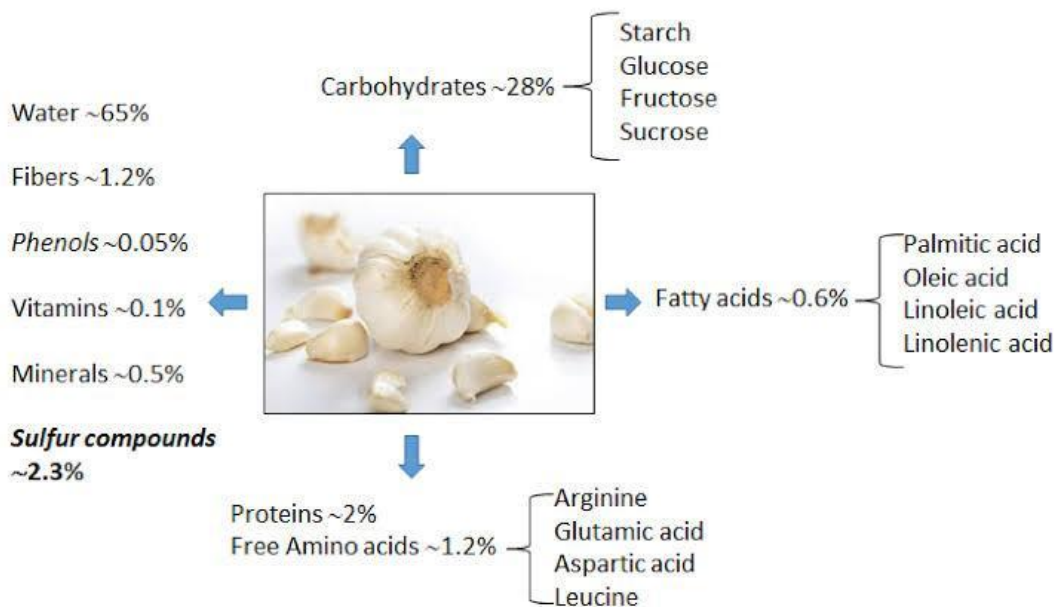 Carbohydrates ~28%
Starch
Glucose
Fructose
Sucrose
Water ~65%
Fibers ~1.2%
Phenols ~0.05%
Vitamins ~0.1%
Minerals ~0.5%
Sulfur compounds
~2.3%
Fatty acids ~0.6%
Palmitic acid
Oleic acid
Linoleic acid
Linolenic acid
Proteins ~2%
Free Amino acids ~1.2%
Arginine
Glutamic acid
Aspartic acid
Leucine